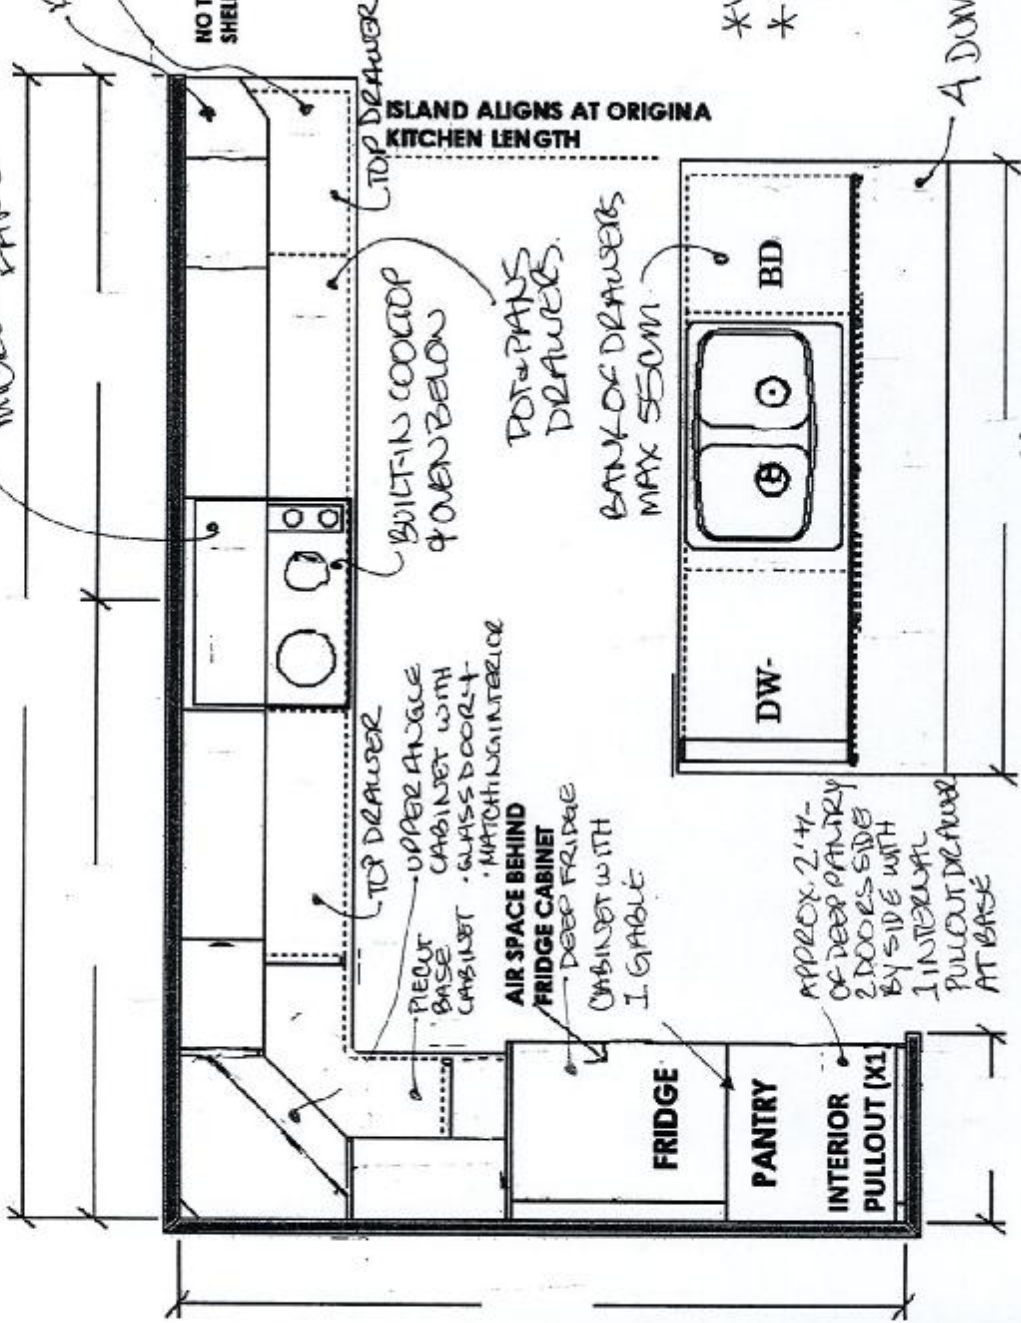 NO T
SHEL
TOP DRAWER
ISLAND ALIGNS AT ORIGINA
KITCHEN LENGTH
BUILT-IN COOKTOP
& OVEN BELOW
POT & PANS
DRAWERS.
BANK OF DRAWERS
MAX 55CM
BD
DW-
TOP DRAWER
UPPER ANGLE
CABINET WITH
· GLASS DOOR +
· MATCHING INTERIOR
PIECUT
BASE
CABINET
AIR SPACE BEHIND
FRIDGE CABINET
DEEP FRIDGE
CABINET WITH
1 GABLE
FRIDGE
PANTRY
INTERIOR
PULLOUT (X1)
APPROX. 2' +/-
OF DEEP PANTRY
2 DOORS SIDE
BY SIDE WITH
1 INTERNAL
PULLOUT DRAWER
AT BASE
*
*
4